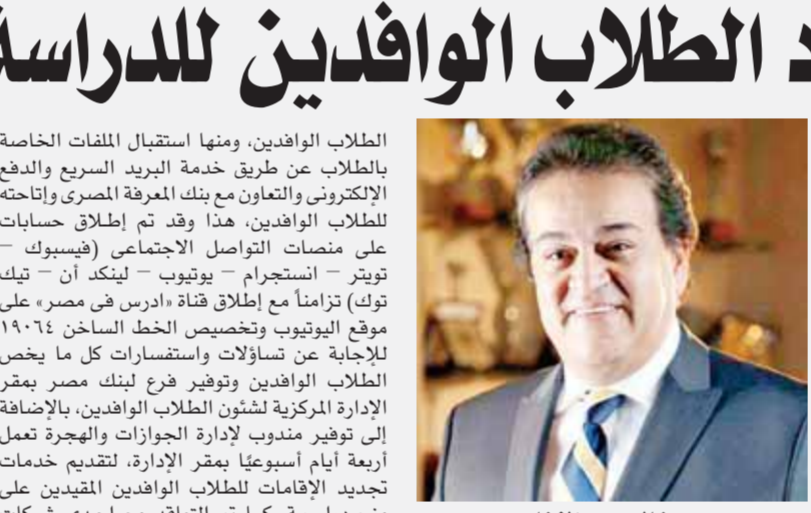 الطلاب الوافدين للدراسة
الطلاب الوافدين، ومنها استقبال الملفات الخاصة
بالطلاب عن طريق خدمة البريد السريع والدفع
الإلكترونى والتعاون مع بنك المعرفة المصرى وإتاحته
للطلاب الوافدين، هذا وقد تم إطلاق حسابات
على منصات التواصل الاجتماعى (فيسبوك –
تويتر – انستجرام – يوتيوب – لينكد أن – تيك
توك) تزامناً مع إطلاق قناة «ادرس فى مصر» على
موقع اليوتيوب وتخصيص الخط الساخن ١٩٠٦٤
للإجابة عن تساؤلات واستفسارات كل ما يخص
الطلاب الوافدين وتوفير فرع لبنك مصر بمقر
الإدارة المركزية لشئون الطلاب الوافدين، بالإضافة
إلى توفير مندوب لإدارة الجوازات والهجرة تعمل
أربعة أيام أسبوعيًا بمقر الإدارة، لتقديم خدمات
تجديد الإقامات للطلاب الوافدين المقيدين على